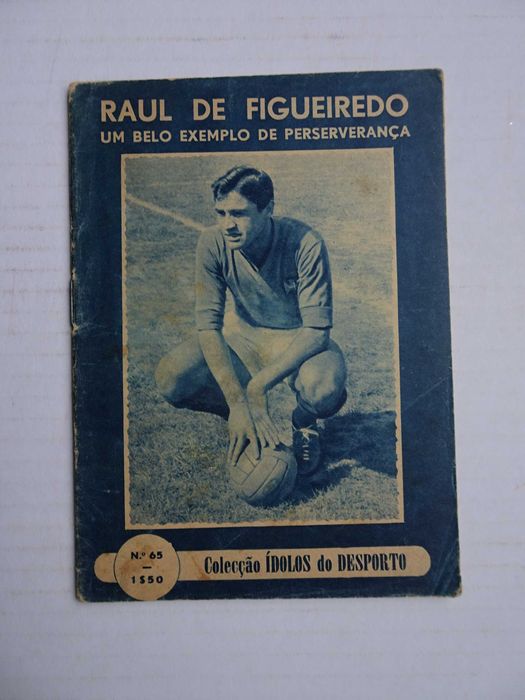 RAUL DE FIGUEIREDO
UM BELO EXEMPLO DE PERSERVERANÇA
N.º 65
—
1$50
Colecção ÍDOLOS do DESPORTO